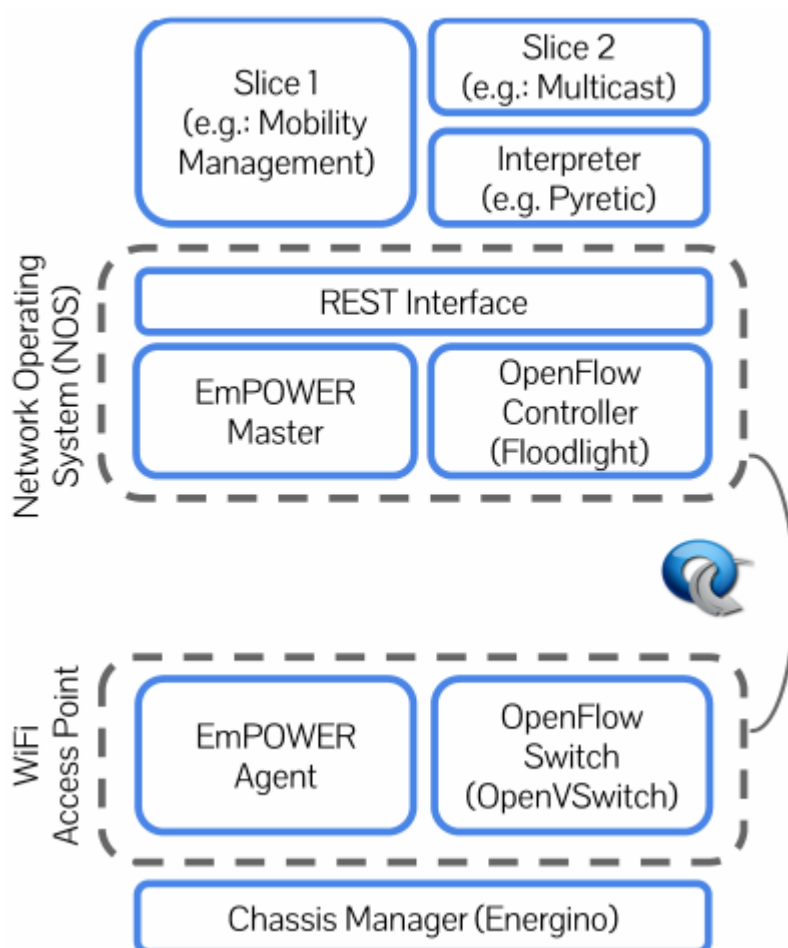 Slice 1
(e.g.: Mobility
Management)
Slice 2
(e.g.: Multicast)
Interpreter
(e.g. Pyretic)
Network Operating
System (NOS)
REST Interface
EmPOWER
Master
OpenFlow
Controller
(Floodlight)
WiFi
Access Point
EmPOWER
Agent
OpenFlow
Switch
(OpenVSwitch)
Chassis Manager (Energino)